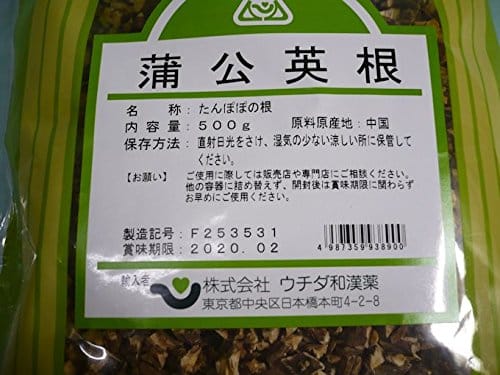 蒲公英根
名　　称：たんぽぽの根
内 容 量：５００ｇ　　原料原産地：中国
保存方法：直射日光をさけ、湿気の少ない涼しい所に保管して
ください。
【お願い】　ご使用に際しては販売店や専門店にご相談ください。
他の容器に詰め替えず、開封後は賞味期限に関わらず
お早めにご使用ください。
製造記号：Ｆ２５３５３１
賞味期限：２０２０．０２
4 987359 938900
輸入者
株式会社　ウチダ和漢薬
東京都中央区日本橋本町4-2-8